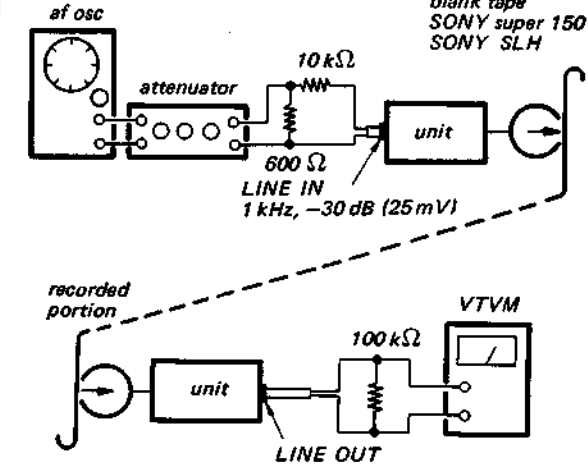 af osc
blank tape
SONY super 150
SONY SLH
attenuator
10 kΩ
unit
600 Ω
LINE IN
1 kHz, –30 dB (25 mV)
recorded
portion
VTVM
100 kΩ
unit
LINE OUT